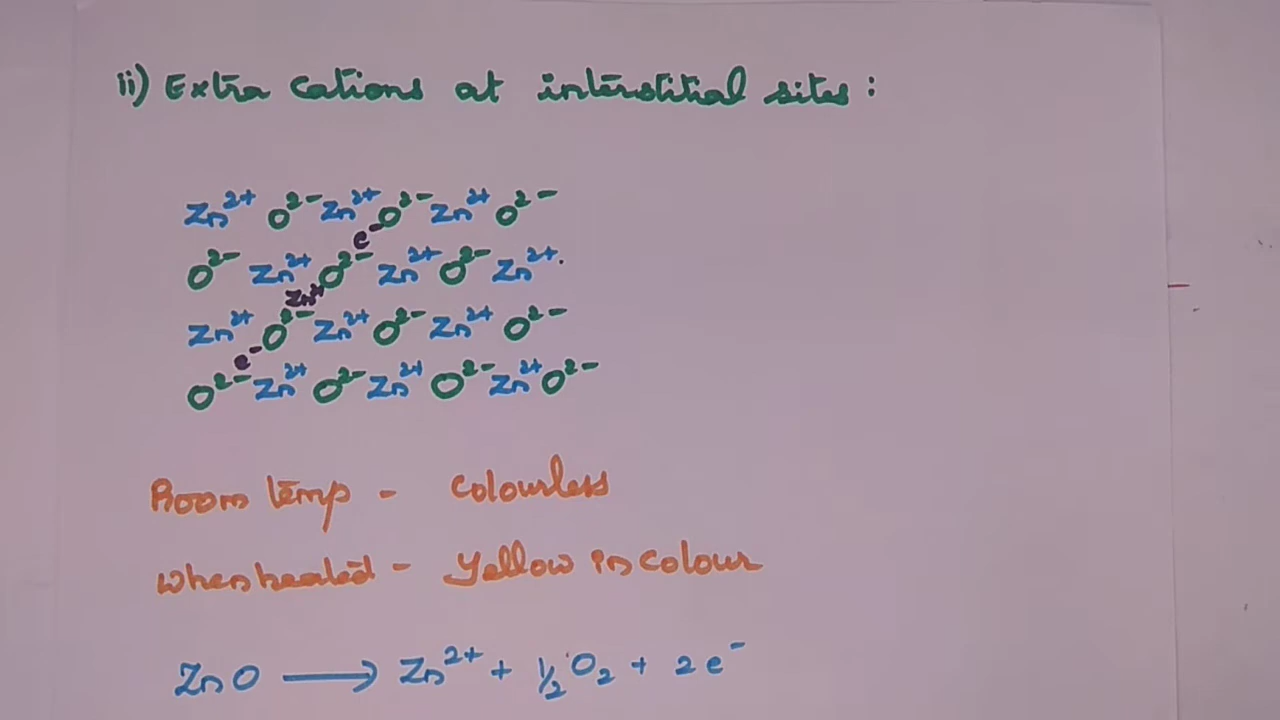 ii) Extra cations at interstitial sites :
Zn²⁺ O²⁻ Zn²⁺ O²⁻ Zn²⁺ O²⁻
e⁻
O²⁻ Zn²⁺ O²⁻ Zn²⁺ O²⁻ Zn²⁺.
Zn²⁺
Zn²⁺ O²⁻ Zn²⁺ O²⁻ Zn²⁺ O²⁻
e⁻
O²⁻ Zn²⁺ O²⁻ Zn²⁺ O²⁻ Zn²⁺ O²⁻
Room temp - Colourless
When heated - Yellow in colour
ZnO ⟶ Zn²⁺ + ½O₂ + 2e⁻